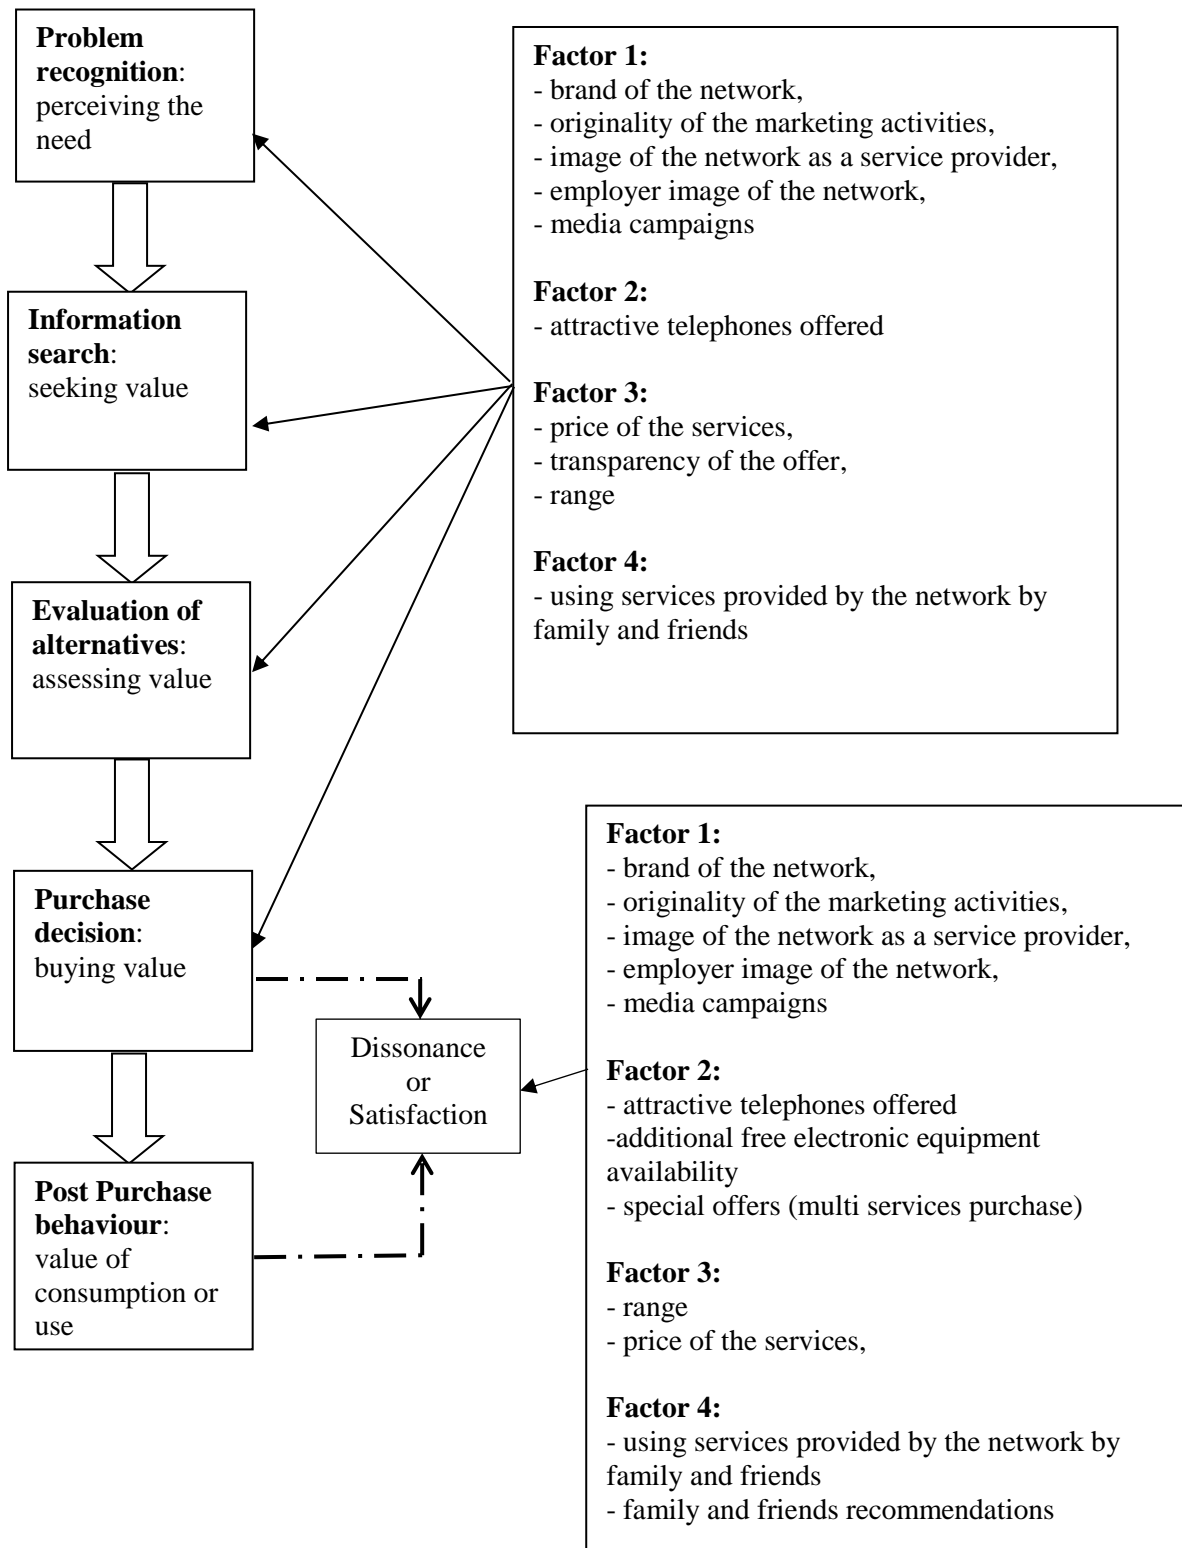 Problem
recognition:
perceiving the
need
Information
search:
seeking value
Evaluation of
alternatives:
assessing value
Purchase
decision:
buying value
Post Purchase
behaviour:
value of
consumption or
use
Factor 1:
- brand of the network,
- originality of the marketing activities,
- image of the network as a service provider,
- employer image of the network,
- media campaigns
Factor 2:
- attractive telephones offered
Factor 3:
- price of the services,
- transparency of the offer,
- range
Factor 4:
- using services provided by the network by
family and friends
Dissonance
or
Satisfaction
Factor 1:
- brand of the network,
- originality of the marketing activities,
- image of the network as a service provider,
- employer image of the network,
- media campaigns
Factor 2:
- attractive telephones offered
-additional free electronic equipment
availability
- special offers (multi services purchase)
Factor 3:
- range
- price of the services,
Factor 4:
- using services provided by the network by
family and friends
- family and friends recommendations